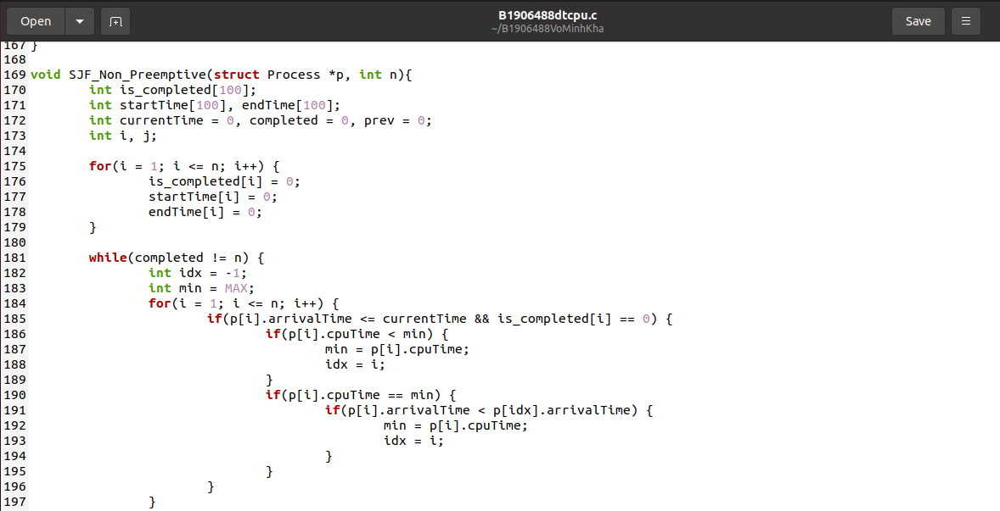 Open
B1906488dtcpu.c
~/B1906488VoMinhKha
Save
167 }
168
169 void SJF_Non_Preemptive(struct Process *p, int n){
170         int is_completed[100];
171         int startTime[100], endTime[100];
172         int currentTime = 0, completed = 0, prev = 0;
173         int i, j;
174
175         for(i = 1; i <= n; i++) {
176                 is_completed[i] = 0;
177                 startTime[i] = 0;
178                 endTime[i] = 0;
179         }
180
181         while(completed != n) {
182                 int idx = -1;
183                 int min = MAX;
184                 for(i = 1; i <= n; i++) {
185                         if(p[i].arrivalTime <= currentTime && is_completed[i] == 0) {
186                                 if(p[i].cpuTime < min) {
187                                         min = p[i].cpuTime;
188                                         idx = i;
189                                 }
190                                 if(p[i].cpuTime == min) {
191                                         if(p[i].arrivalTime < p[idx].arrivalTime) {
192                                                 min = p[i].cpuTime;
193                                                 idx = i;
194                                         }
195                                 }
196                         }
197                 }